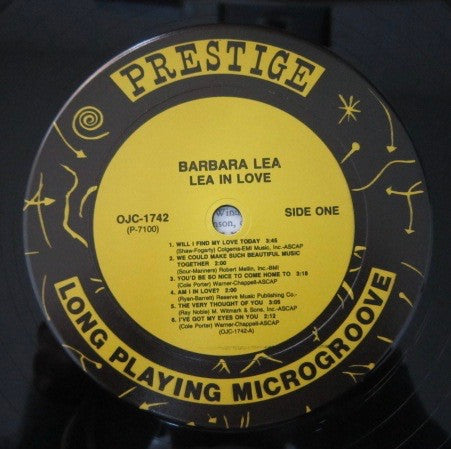 PRESTIGE
BARBARA LEA
LEA IN LOVE
OJC-1742
(P-7100)
SIDE ONE
1. WILL I FIND MY LOVE TODAY 3:45
(Shaw-Fogarty) Colgems-EMI Music, Inc.-ASCAP
2. WE COULD MAKE SUCH BEAUTIFUL MUSIC
TOGETHER 2:00
(Sour-Manners) Robert Mellin, Inc.-BMI
3. YOU'D BE SO NICE TO COME HOME TO 3:18
(Cole Porter) Warner-Chappell-ASCAP
4. AM I IN LOVE? 2:00
(Ryan-Barrett) Reserve Music Publishing Co.-
5. THE VERY THOUGHT OF YOU 3:05
(Ray Noble) M. Witmark & Sons, Inc.-ASCAP
6. I'VE GOT MY EYES ON YOU 2:12
(Cole Porter) Warner-Chappell-ASCAP
(OJC-1742-A)
LONG PLAYING MICROGROOVE